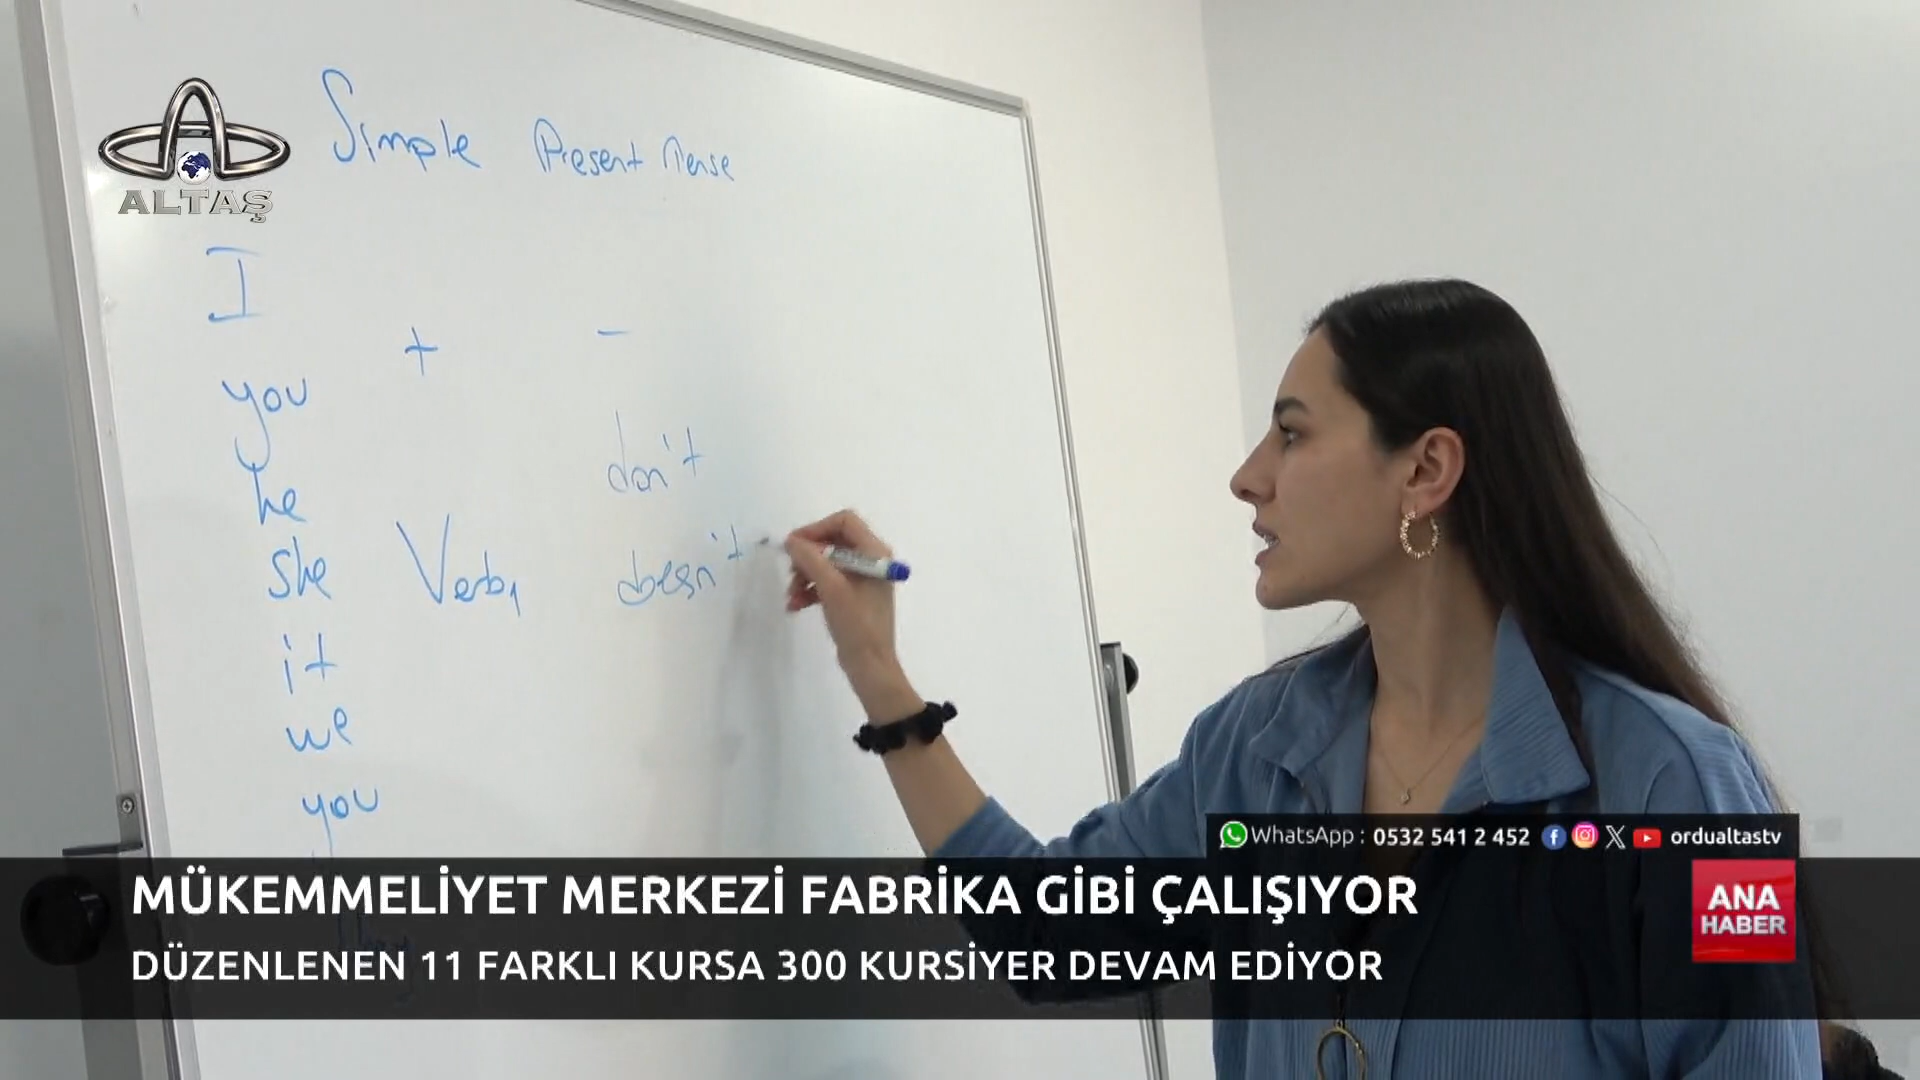 ALTAŞ
Simple Present Tense
I
+ -
you
don't
he
she Verb1 doesn't
it
we
you
WhatsApp : 0532 541 2 452 ordualtastv
MÜKEMMELİYET MERKEZİ FABRİKA GİBİ ÇALIŞIYOR
DÜZENLENEN 11 FARKLI KURSA 300 KURSİYER DEVAM EDİYOR
ANA
HABER